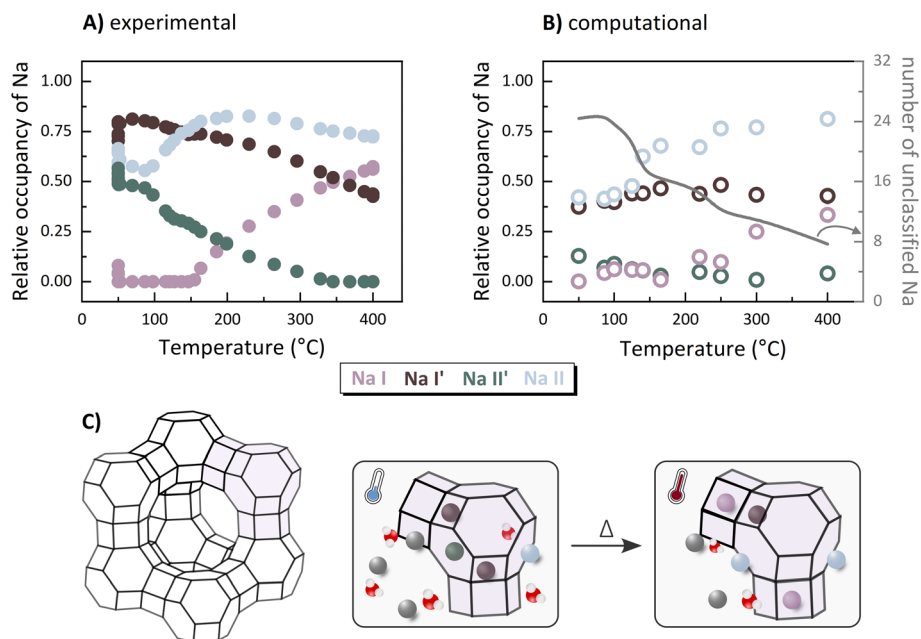 A) experimental
Relative occupancy of Na
1.00
0.75
0.50
0.25
0.00
0
100
200
300
400
Temperature (°C)
B) computational
Relative occupancy of Na
1.00
0.75
0.50
0.25
0.00
0
100
200
300
400
Temperature (°C)
32
24
16
8
0
number of unclassified Na
Na I Na I' Na II' Na II
C)
Δ